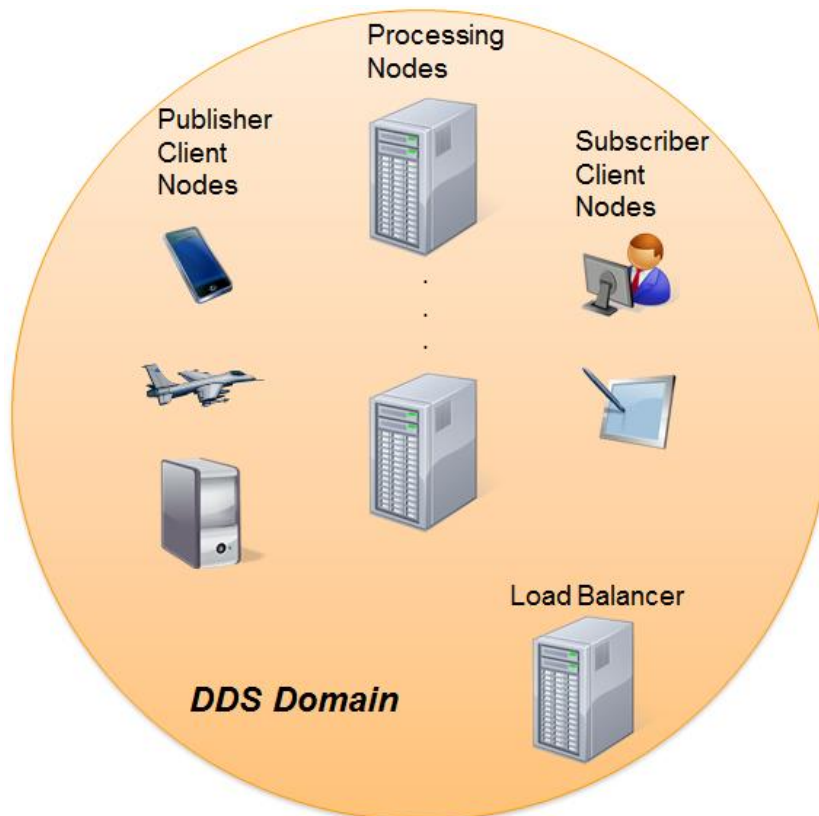 Processing
Nodes
Publisher
Client
Nodes
Subscriber
Client
Nodes
Load Balancer
DDS Domain